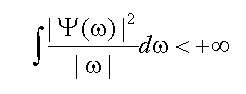 ∫ |Ψ(ω)|² / |ω| dω < +∞